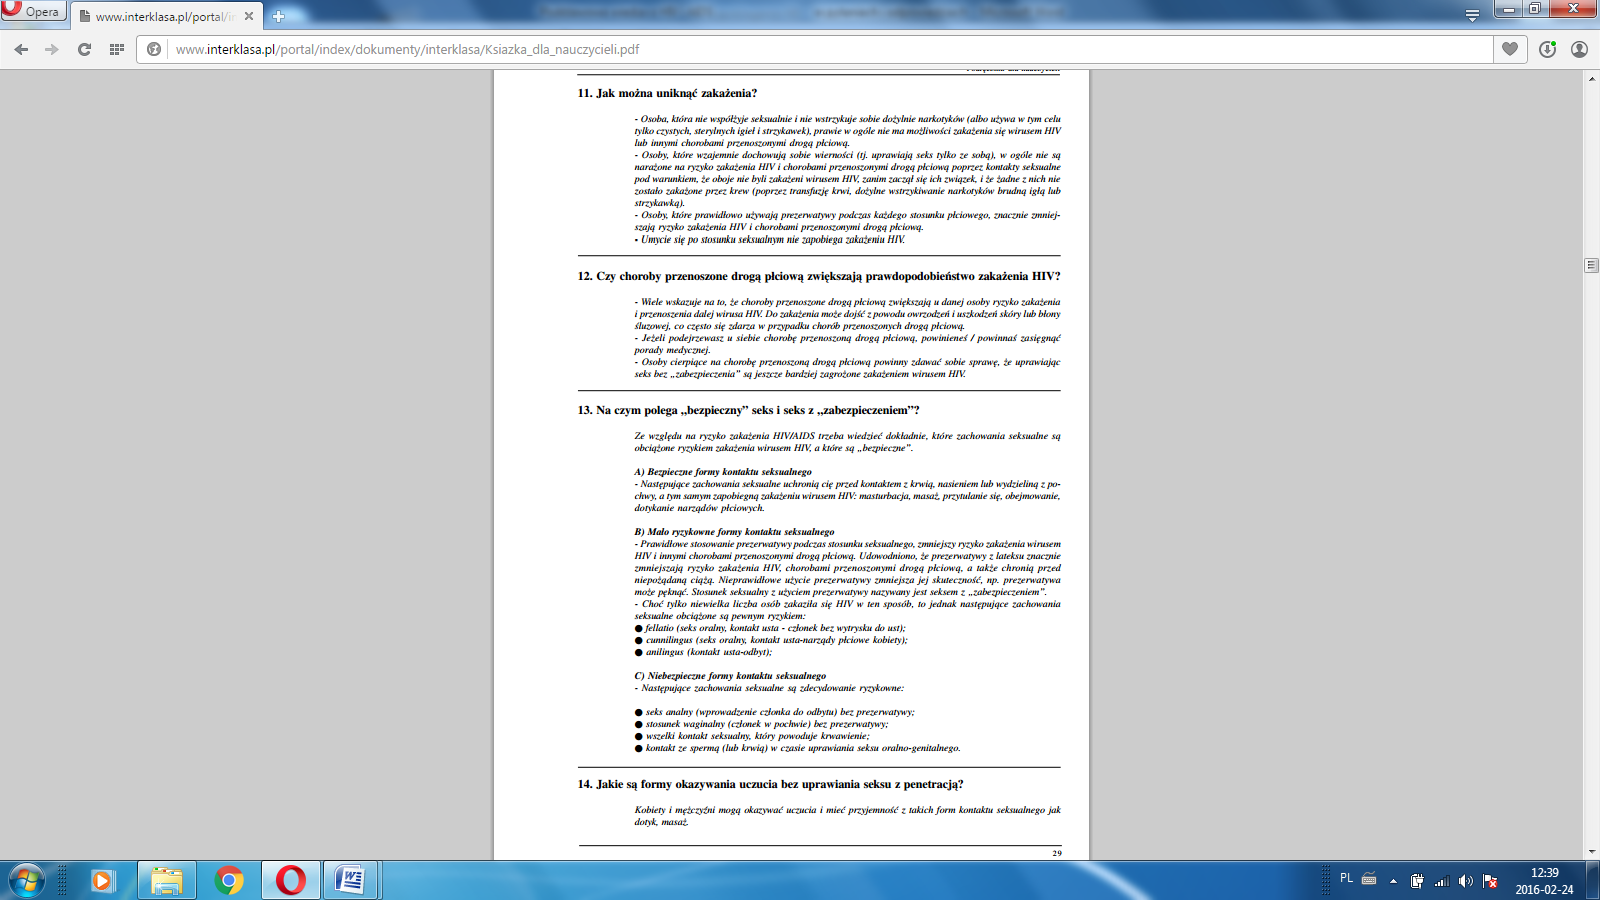 Opera
www.interklasa.pl/portal/in
www.interklasa.pl/portal/index/dokumenty/interklasa/Ksiazka_dla_nauczycieli.pdf
11. Jak można uniknąć zakażenia?
- Osoba, która nie współżyje seksualnie i nie wstrzykuje sobie dożylnie narkotyków (albo używa w tym celu
tylko czystych, sterylnych igieł i strzykawek), prawie w ogóle nie ma możliwości zakażenia się wirusem HIV
lub innymi chorobami przenoszonymi drogą płciową.
- Osoby, które wzajemnie dochowują sobie wierności (tj. uprawiają seks tylko ze sobą), w ogóle nie są
narażone na ryzyko zakażenia HIV i chorobami przenoszonymi drogą płciową poprzez kontakty seksualne
pod warunkiem, że oboje nie byli zakażeni wirusem HIV, zanim zaczął się ich związek, i że żadne z nich nie
zostało zakażone przez krew (poprzez transfuzję krwi, dożylne wstrzykiwanie narkotyków brudną igłą lub
strzykawką).
- Osoby, które prawidłowo używają prezerwatywy podczas każdego stosunku płciowego, znacznie zmniej-
szają ryzyko zakażenia HIV i chorobami przenoszonymi drogą płciową.
• Umycie się po stosunku seksualnym nie zapobiega zakażeniu HIV.
12. Czy choroby przenoszone drogą płciową zwiększają prawdopodobieństwo zakażenia HIV?
- Wiele wskazuje na to, że choroby przenoszone drogą płciową zwiększają u danej osoby ryzyko zakażenia
i przenoszenia dalej wirusa HIV. Do zakażenia może dojść z powodu owrzodzeń i uszkodzeń skóry lub błony
śluzowej, co często się zdarza w przypadku chorób przenoszonych drogą płciową.
- Jeżeli podejrzewasz u siebie chorobę przenoszoną drogą płciową, powinieneś / powinnaś zasięgnąć
porady medycznej.
- Osoby cierpiące na chorobę przenoszoną drogą płciową powinny zdawać sobie sprawę, że uprawiając
seks bez „zabezpieczenia” są jeszcze bardziej zagrożone zakażeniem wirusem HIV.
13. Na czym polega „bezpieczny” seks i seks z „zabezpieczeniem”?
Ze względu na ryzyko zakażenia HIV/AIDS trzeba wiedzieć dokładnie, które zachowania seksualne są
obciążone ryzykiem zakażenia wirusem HIV, a które są „bezpieczne”.
A) Bezpieczne formy kontaktu seksualnego
- Następujące zachowania seksualne uchronią cię przed kontaktem z krwią, nasieniem lub wydzieliną z po-
chwy, a tym samym zapobiegną zakażeniu wirusem HIV: masturbacja, masaż, przytulanie się, obejmowanie,
dotykanie narządów płciowych.
B) Mało ryzykowne formy kontaktu seksualnego
- Prawidłowe stosowanie prezerwatywy podczas stosunku seksualnego, zmniejszy ryzyko zakażenia wirusem
HIV i innymi chorobami przenoszonymi drogą płciową. Udowodniono, że prezerwatywy z lateksu znacznie
zmniejszają ryzyko zakażenia HIV, chorobami przenoszonymi drogą płciową, a także chronią przed
niepożądaną ciążą. Nieprawidłowe użycie prezerwatywy zmniejsza jej skuteczność, np. prezerwatywa
może pęknąć. Stosunek seksualny z użyciem prezerwatywy nazywany jest seksem z „zabezpieczeniem”.
- Choć tylko niewielka liczba osób zakaziła się HIV w ten sposób, to jednak następujące zachowania
seksualne obciążone są pewnym ryzykiem:
● fellatio (seks oralny, kontakt usta - członek bez wytrysku do ust);
● cunnilingus (seks oralny, kontakt usta-narządy płciowe kobiety);
● anilingus (kontakt usta-odbyt);
C) Niebezpieczne formy kontaktu seksualnego
- Następujące zachowania seksualne są zdecydowanie ryzykowne:
● seks analny (wprowadzenie członka do odbytu) bez prezerwatywy;
● stosunek waginalny (członek w pochwie) bez prezerwatywy;
● wszelki kontakt seksualny, który powoduje krwawienie;
● kontakt ze spermą (lub krwią) w czasie uprawiania seksu oralno-genitalnego.
14. Jakie są formy okazywania uczucia bez uprawiania seksu z penetracją?
Kobiety i mężczyźni mogą okazywać uczucia i mieć przyjemność z takich form kontaktu seksualnego jak
dotyk, masaż.
29
PL
12:39
2016-02-24